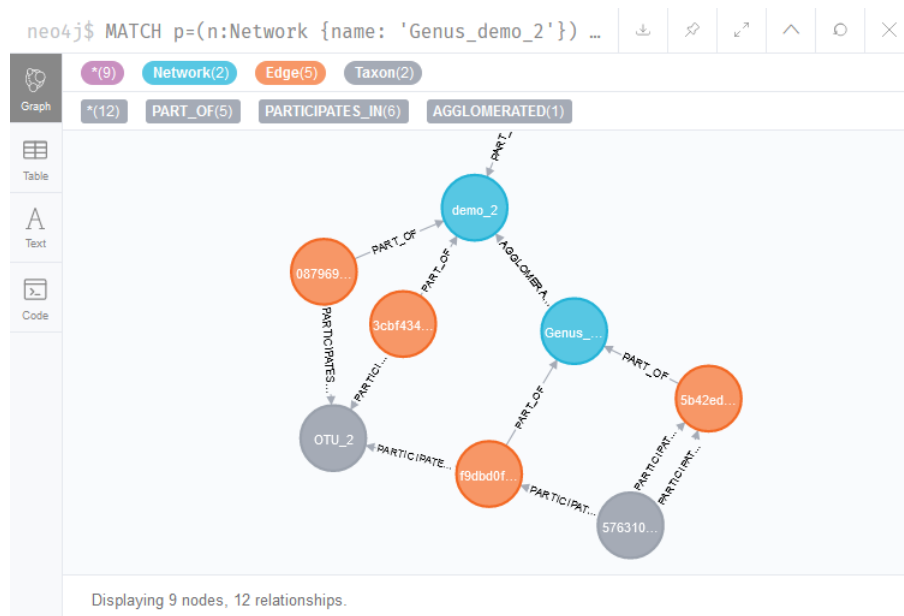 neo4j$ MATCH p=(n:Network {name: 'Genus_demo_2'}) …
*(9) Network(2) Edge(5) Taxon(2)
*(12) PART_OF(5) PARTICIPATES_IN(6) AGGLOMERATED(1)
Graph
Table
Text
Code
PART_
demo_2
PART_OF
087969…
PART_OF
AGGLOMERA…
3cbf434…
Genus_…
PARTICIPATES…
PARTICI…
PART_OF
5b42ed…
PART_OF
OTU_2
PARTICIPATE…
f9dbd0f…
PARTICIPAT…
PARTICIPAT…
PARTICIPAT…
576310…
Displaying 9 nodes, 12 relationships.